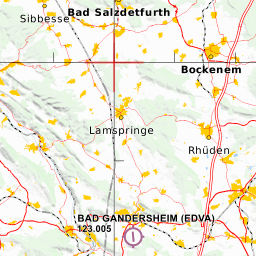 Bad Salzdetfurth
Sibbesse
Bockenem
Lamspringe
Rhüden
BAD GANDERSHEIM (EDVA)
123.005